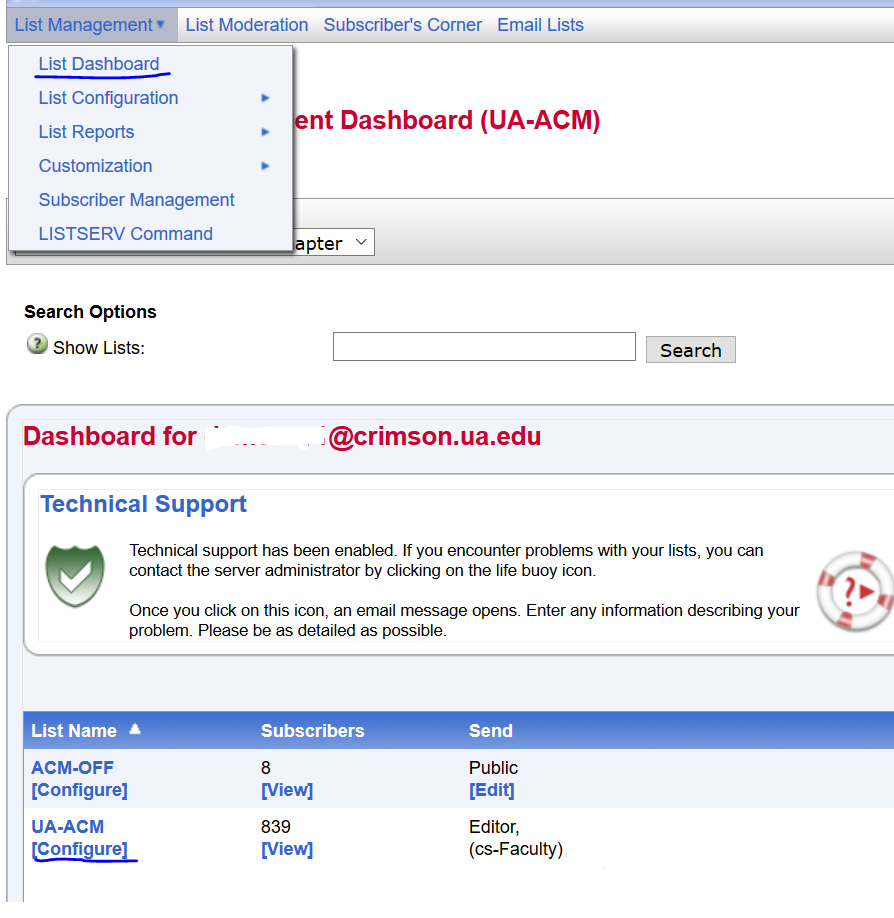 List Management List Moderation Subscriber's Corner Email Lists
List Dashboard
List Configuration
List Reports
Customization
Subscriber Management
LISTSERV Command
ent Dashboard (UA-ACM)
apter
Search Options
? Show Lists:
Search
Dashboard for @crimson.ua.edu
Technical Support
Technical support has been enabled. If you encounter problems with your lists, you can
contact the server administrator by clicking on the life buoy icon.
Once you click on this icon, an email message opens. Enter any information describing your
problem. Please be as detailed as possible.
?
List Name Subscribers Send
ACM-OFF 8 Public
[Configure] [View] [Edit]
UA-ACM 839 Editor,
[Configure] [View] (cs-Faculty)